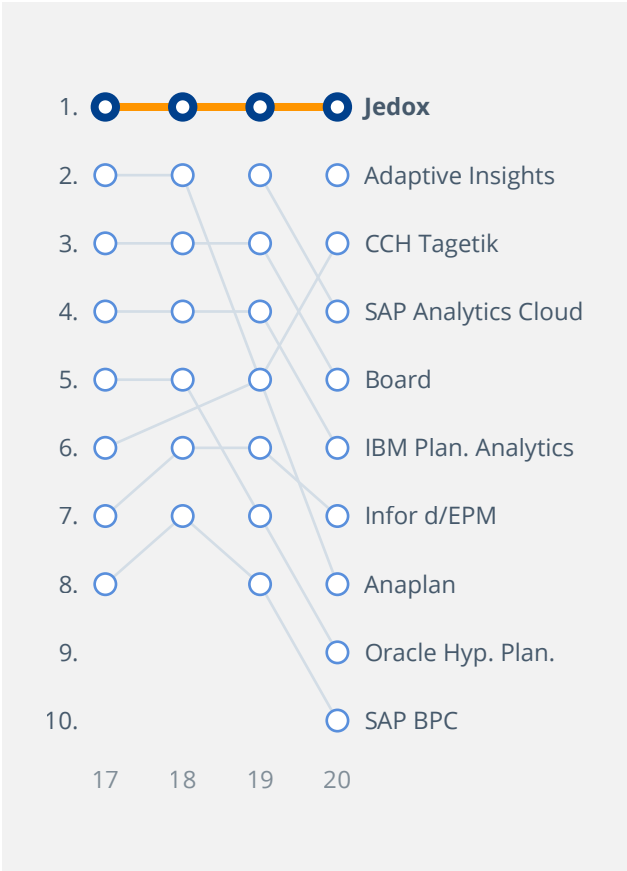 1. Jedox
2. Adaptive Insights
3. CCH Tagetik
4. SAP Analytics Cloud
5. Board
6. IBM Plan. Analytics
7. Infor d/EPM
8. Anaplan
9. Oracle Hyp. Plan.
10. SAP BPC
17 18 19 20